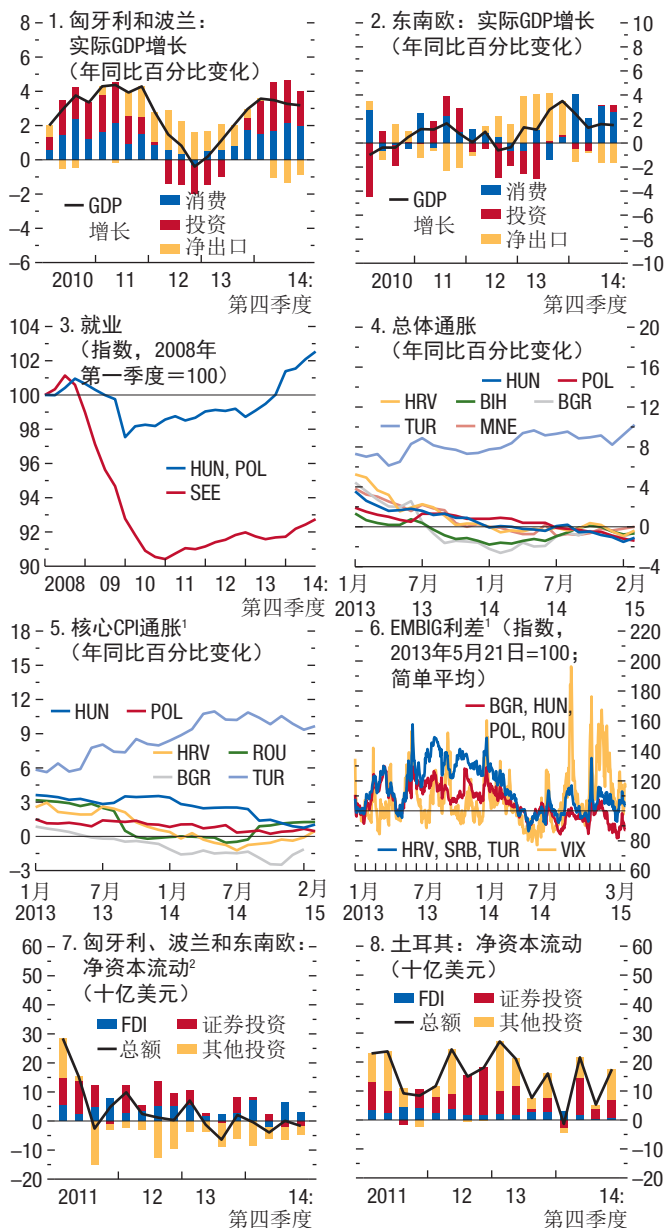 1. 匈牙利和波兰：
实际GDP增长
（年同比百分比变化）
8
6
4
2
0
−2
−4
−6
GDP
增长
消费
投资
净出口
2010 11 12 13 14:
第四季度
2. 东南欧：实际GDP增长
（年同比百分比变化）
10
8
6
4
2
0
−2
−4
−6
−8
−10
GDP
增长
消费
投资
净出口
2010 11 12 13 14:
第四季度
3. 就业
（指数，2008年
第一季度＝100）
104
102
100
98
96
94
92
90
HUN, POL
SEE
2008 09 10 11 12 13 14:
第四季度
4. 总体通胀
（年同比百分比变化）
20
16
12
8
4
0
−4
HUN POL
HRV BIH BGR
TUR MNE
1月 7月 1月 7月 2月
2013 13 14 14 15
5. 核心CPI通胀¹
（年同比百分比变化）
18
15
12
9
6
3
0
−3
HUN POL
HRV ROU
BGR TUR
1月 7月 1月 7月 2月
2013 13 14 14 15
6. EMBIG利差¹（指数，
2013年5月21日=100；
简单平均）
220
200
180
160
140
120
100
80
60
BGR, HUN,
POL, ROU
HRV, SRB, TUR VIX
1月 7月 1月 7月 3月
2013 13 14 14 15
7. 匈牙利、波兰和东南欧：
净资本流动²
（十亿美元）
60
50
40
30
20
10
0
−10
−20
FDI 证券投资
总额 其他投资
2011 12 13 14:
第四季度
8. 土耳其：净资本流动
（十亿美元）
60
50
40
30
20
10
0
−10
−20
FDI 证券投资
总额 其他投资
2011 12 13 14:
第四季度